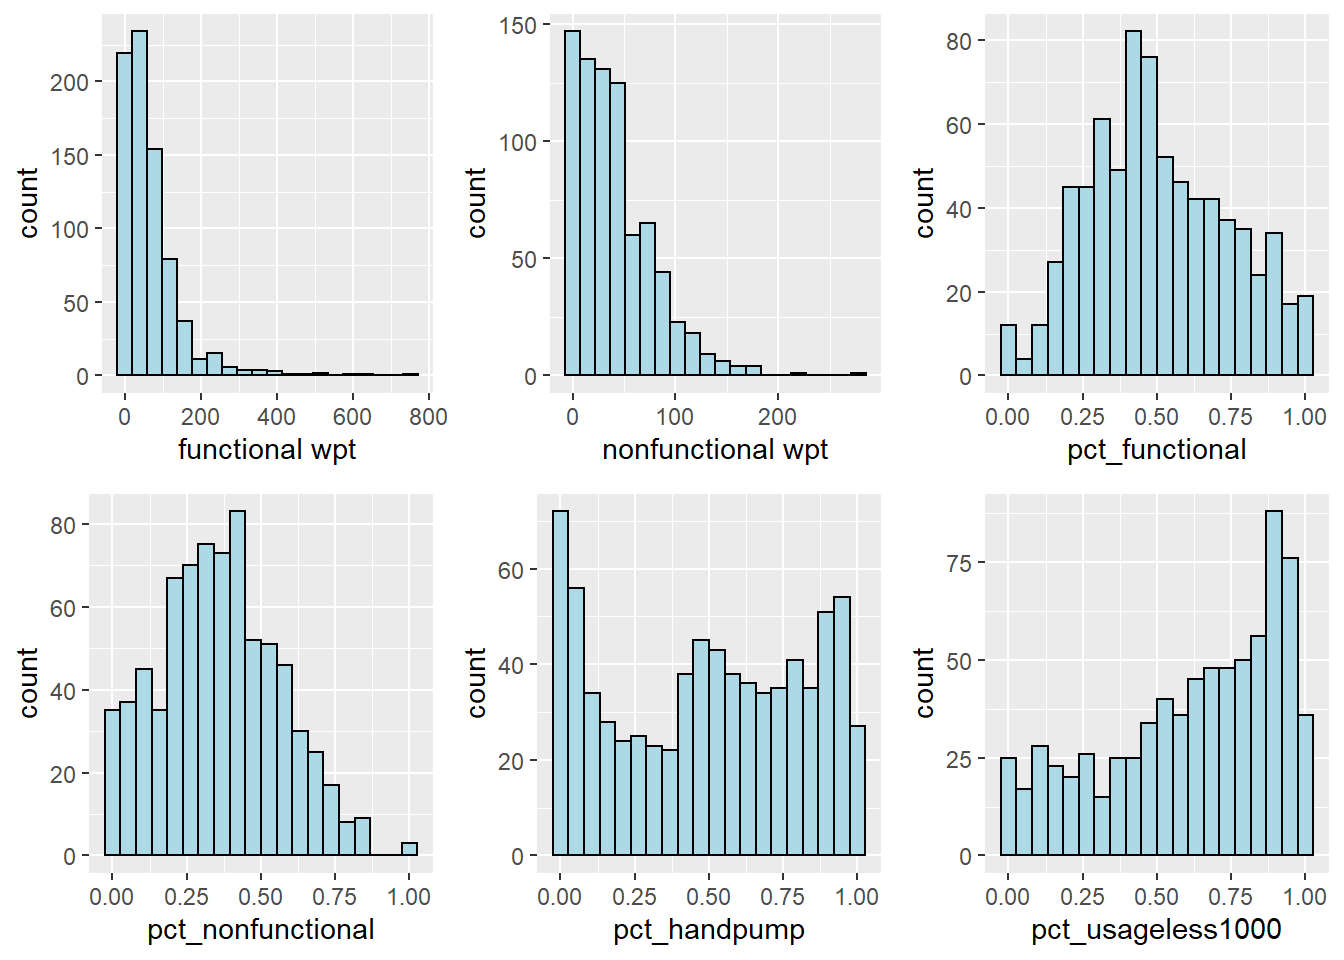 count
200
150
100
50
0
0 200 400 600 800
functional wpt
count
150
100
50
0
0 100 200
nonfunctional wpt
count
80
60
40
20
0
0.00 0.25 0.50 0.75 1.00
pct_functional
count
80
60
40
20
0
0.00 0.25 0.50 0.75 1.00
pct_nonfunctional
count
60
40
20
0
0.00 0.25 0.50 0.75 1.00
pct_handpump
count
75
50
25
0
0.00 0.25 0.50 0.75 1.00
pct_usageless1000